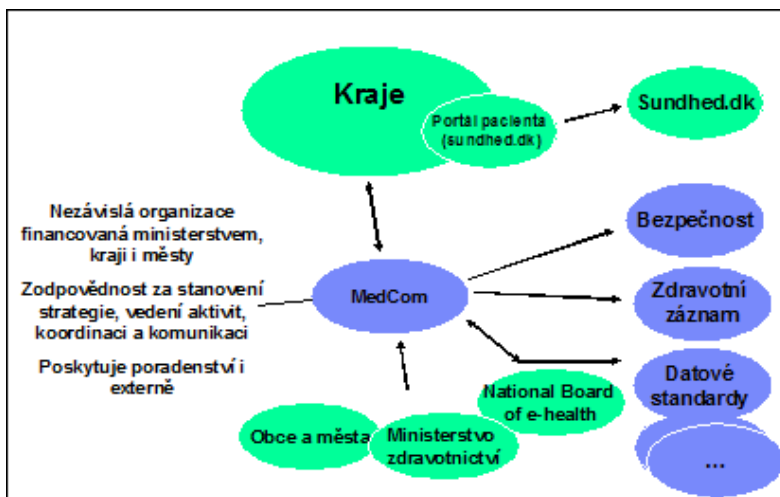 Kraje
Portál pacienta
(sundhed.dk)
Sundhed.dk
Nezávislá organizace
financovaná ministerstvem,
kraji i městy
Zodpovědnost za stanovení
strategie, vedení aktivit,
koordinaci a komunikaci
Poskytuje poradenství i
externě
MedCom
Bezpečnost
Zdravotní
záznam
Datové
standardy
...
National Board
of e-health
Obce a města
Ministerstvo
zdravotnictví